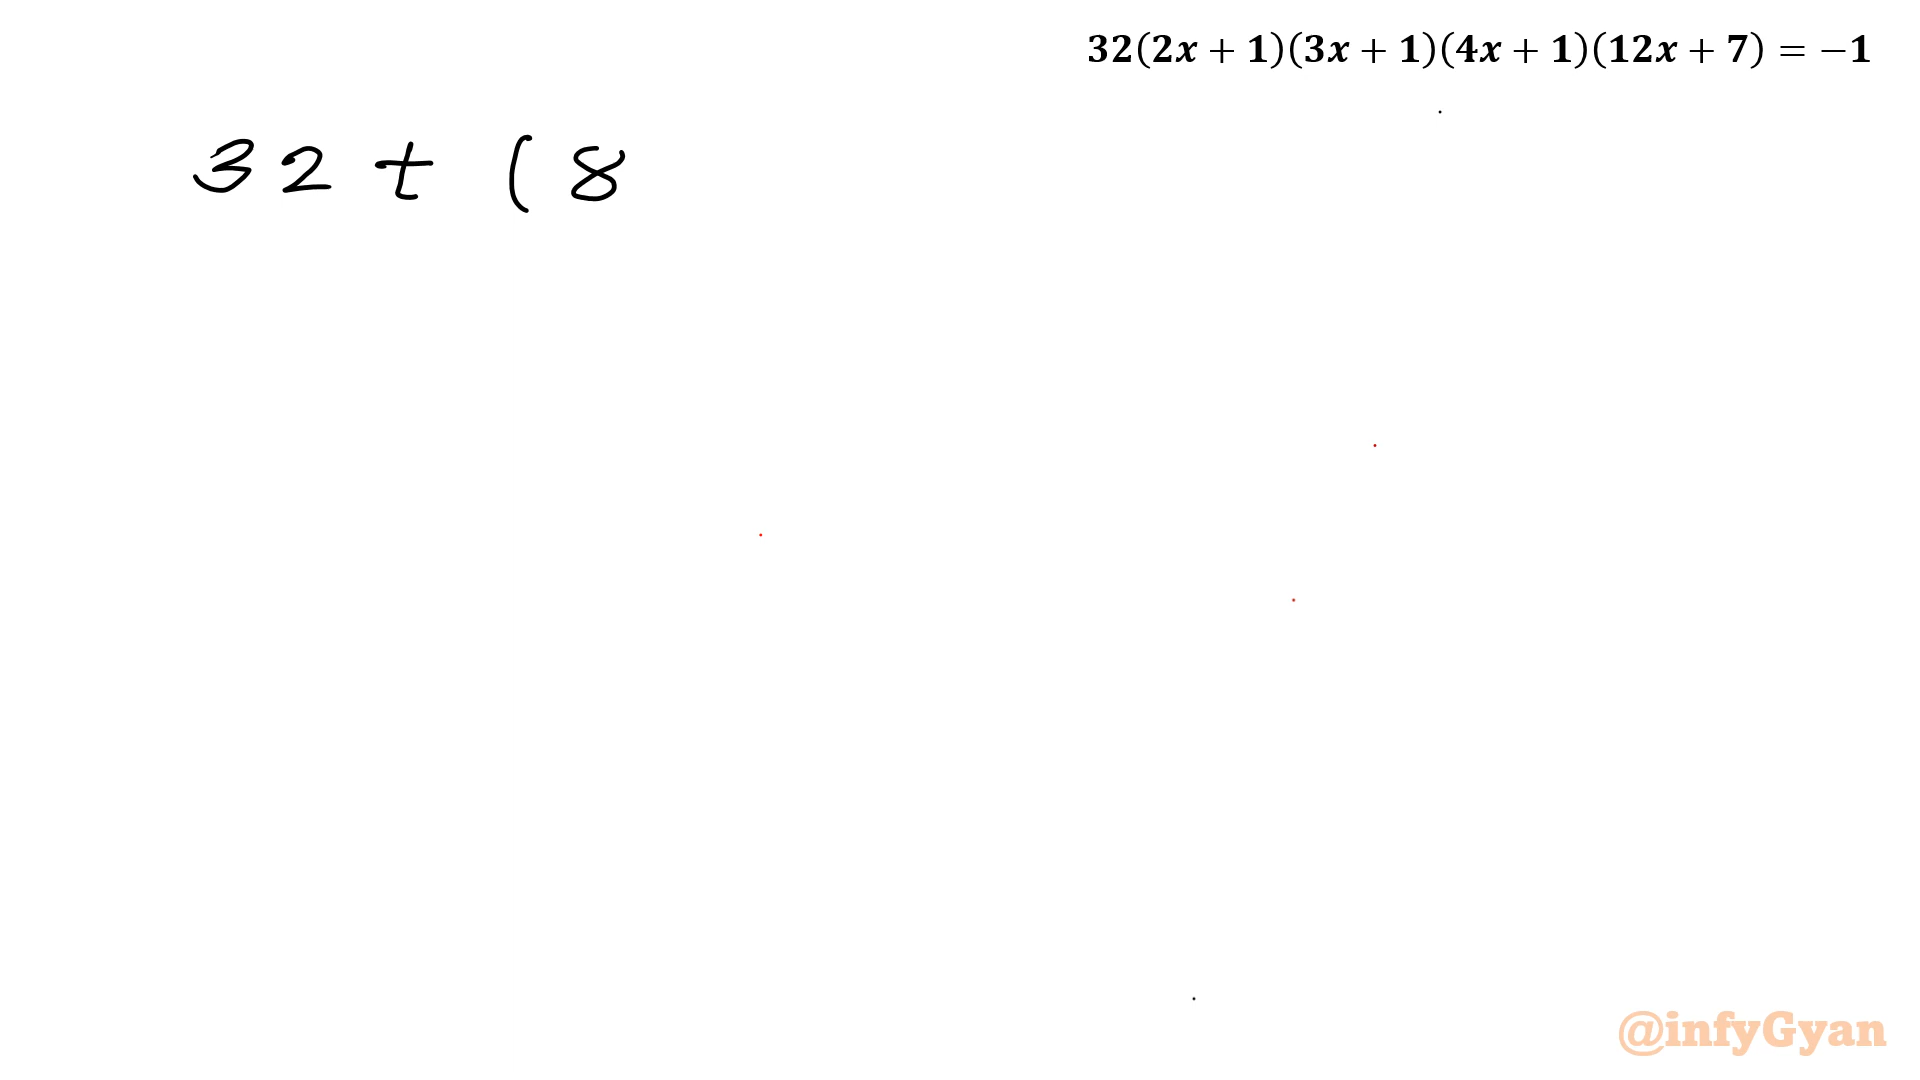 32(2x + 1)(3x + 1)(4x + 1)(12x + 7) = −1
32 t (8
@infyGyan